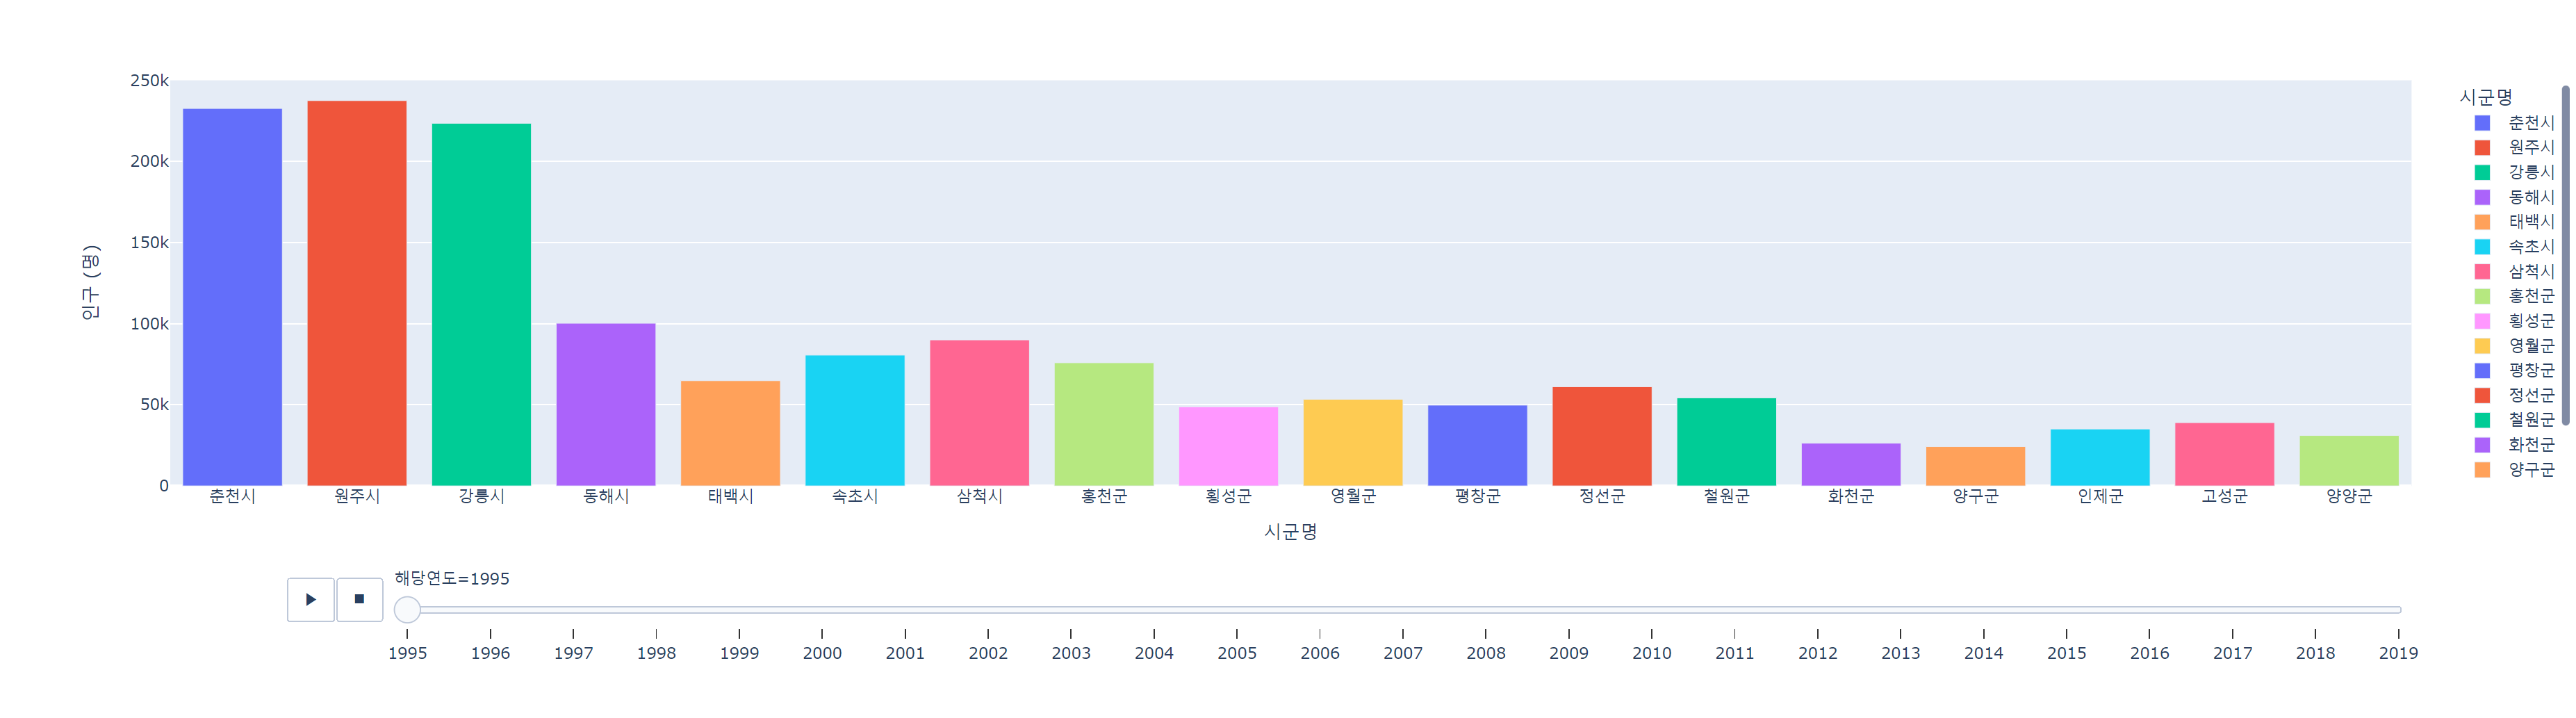 250k
200k
150k
100k
50k
0
인구 (명)
춘천시 원주시 강릉시 동해시 태백시 속초시 삼척시 홍천군 횡성군 영월군 평창군 정선군 철원군 화천군 양구군 인제군 고성군 양양군
시군명
시군명
춘천시
원주시
강릉시
동해시
태백시
속초시
삼척시
홍천군
횡성군
영월군
평창군
정선군
철원군
화천군
양구군
해당연도=1995
1995 1996 1997 1998 1999 2000 2001 2002 2003 2004 2005 2006 2007 2008 2009 2010 2011 2012 2013 2014 2015 2016 2017 2018 2019